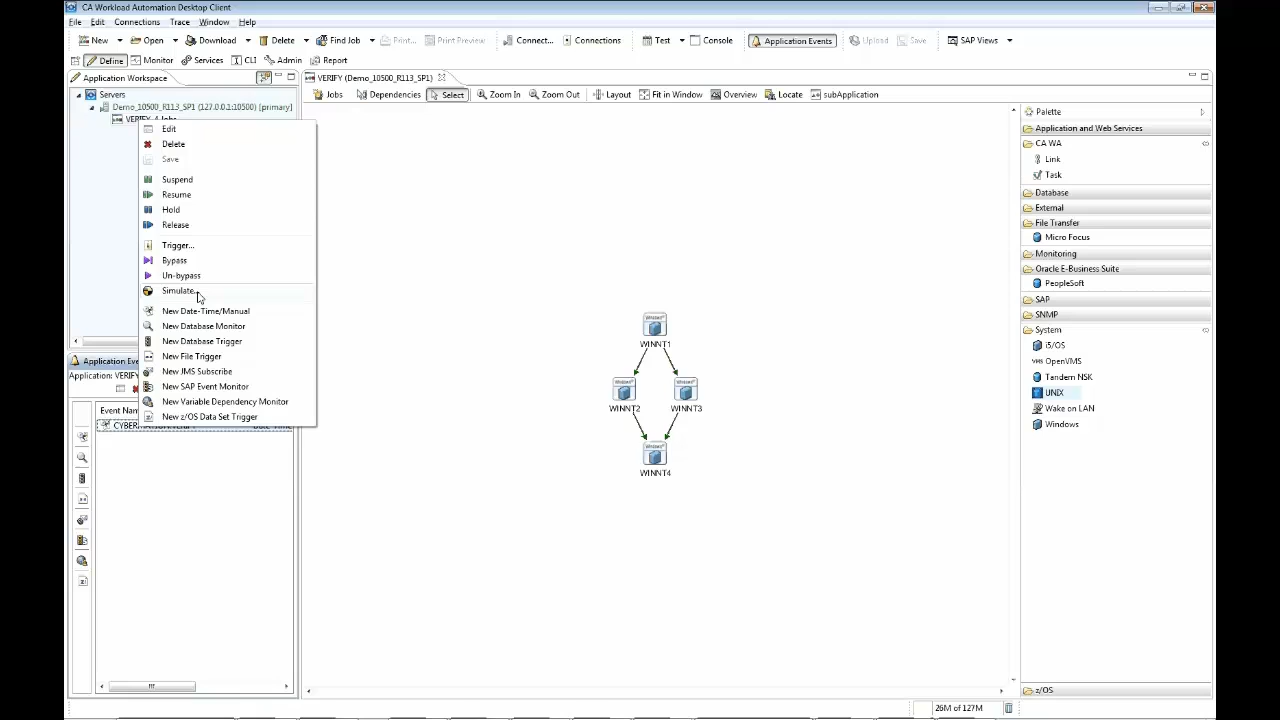 CA Workload Automation Desktop Client
File Edit Connections Trace Window Help
New Open Download Delete Find Job Print... Print Preview Connect... Connections Test Console Application Events Upload Save SAP Views
Define Monitor Services CLI Admin Report
Application Workspace
VERIFY (Demo_10500_R113_SP1)
Servers
Demo_10500_R113_SP1 (127.0.0.1:10500) [primary]
Jobs Dependencies Select Zoom In Zoom Out Layout Fit in Window Overview Locate subApplication
Edit
Delete
Save
Suspend
Resume
Hold
Release
Trigger...
Bypass
Un-bypass
Simulate...
New Date-Time/Manual
New Database Monitor
New Database Trigger
New File Trigger
New JMS Subscribe
New SAP Event Monitor
New Variable Dependency Monitor
New z/OS Data Set Trigger
Application: VERIFY
WINNT1
WINNT2
WINNT3
WINNT4
Palette
Application and Web Services
CA WA
Link
Task
Database
External
File Transfer
Micro Focus
Monitoring
Oracle E-Business Suite
PeopleSoft
SAP
SNMP
System
i5/OS
OpenVMS
Tandem NSK
UNIX
Wake on LAN
Windows
z/OS
26M of 127M